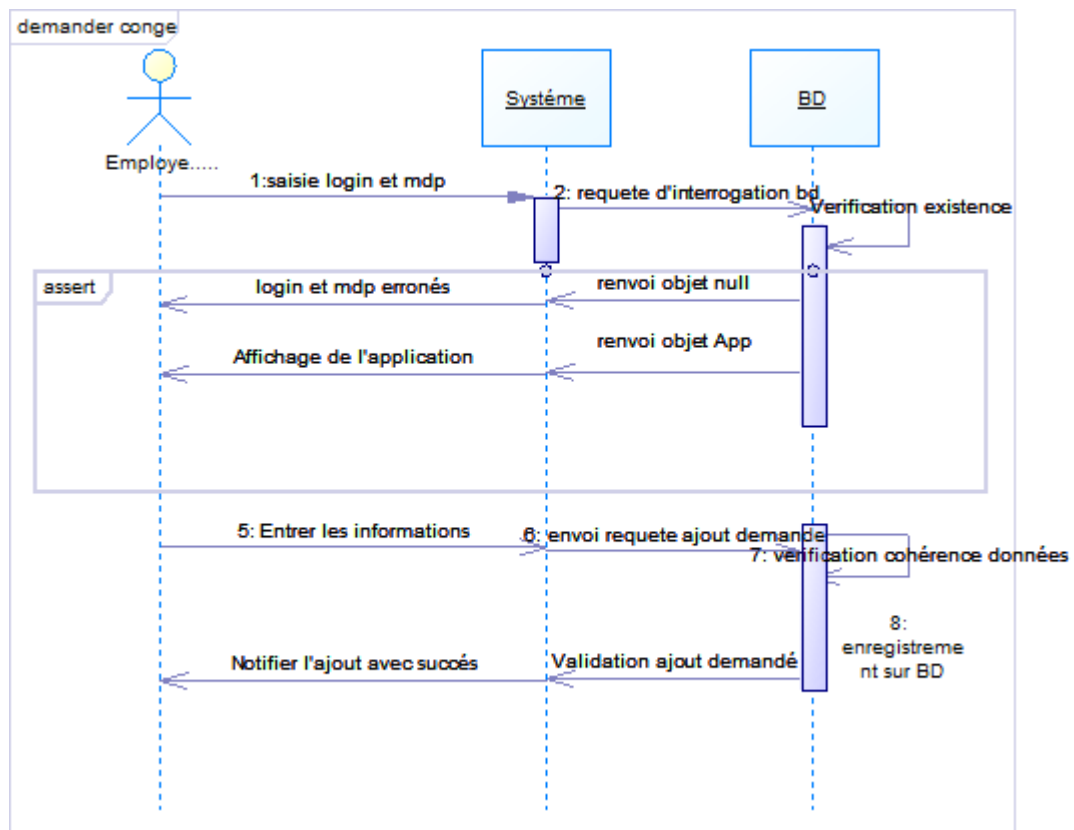 demander conge
Systéme
BD
Employe.....
1:saisie login et mdp
2: requete d'interrogation bd
Verification existence
assert
login et mdp erronés
renvoi objet null
Affichage de l'application
renvoi objet App
5: Entrer les informations
6: envoi requete ajout demande
7: verification cohérence données
8:
enregistreme
nt sur BD
Notifier l'ajout avec succés
Validation ajout demandé